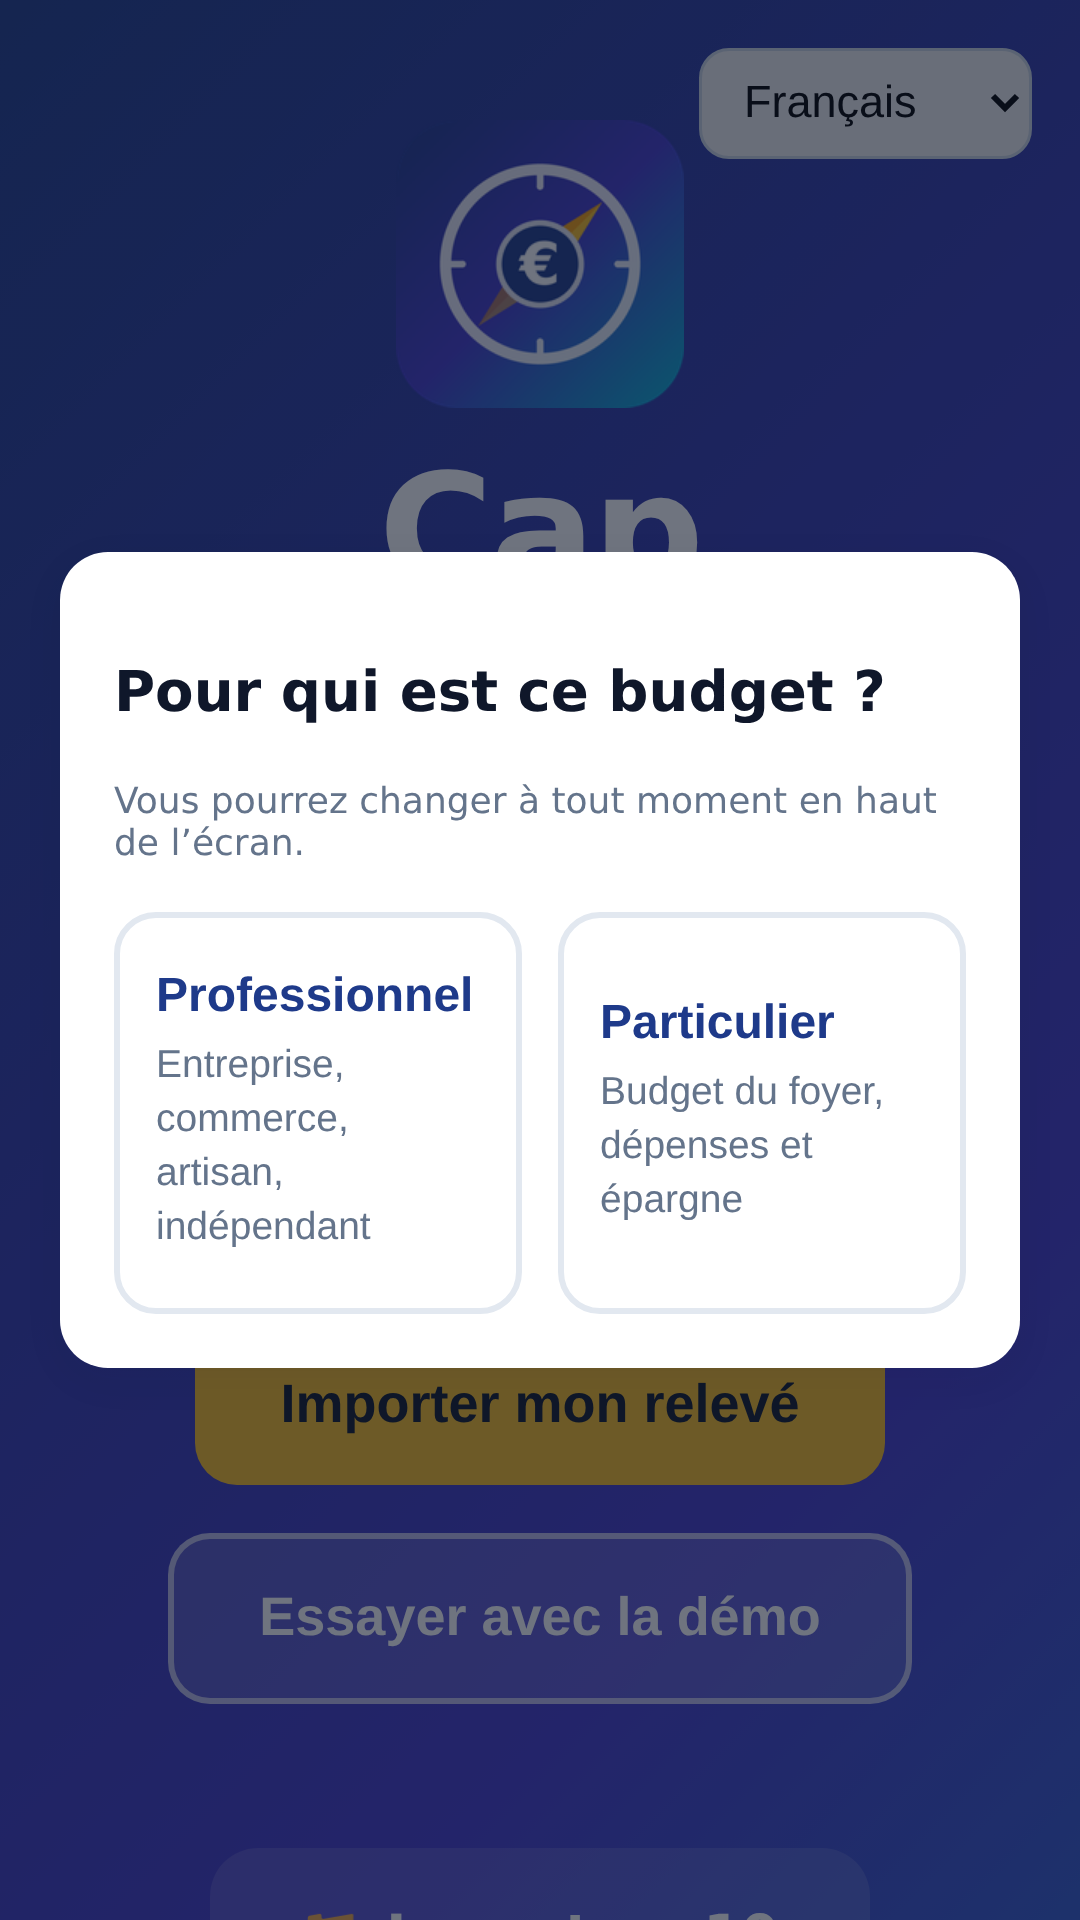 Français
€
Cap
Pour qui est ce budget ?
Vous pourrez changer à tout moment en haut
de l’écran.
Professionnel
Entreprise,
commerce,
artisan,
indépendant
Particulier
Budget du foyer,
dépenses et
épargne
Importer mon relevé
Essayer avec la démo